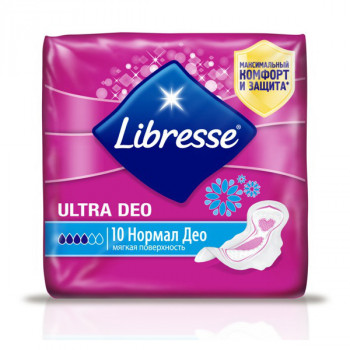 МАКСИМАЛЬНЫЙ
КОМФОРТ
И ЗАЩИТА*
Libresse®
ULTRA DEO
10 Нормал Део
мягкая поверхность